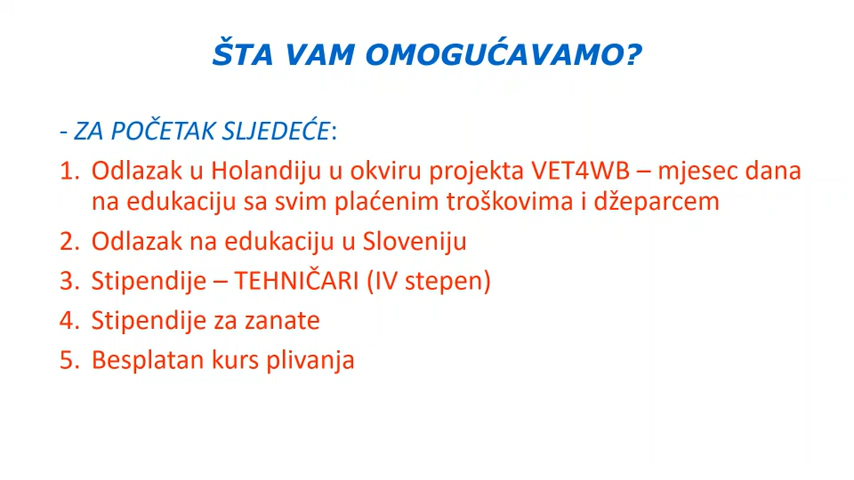 ŠTA VAM OMOGUĆAVAMO?
- ZA POČETAK SLJEDEĆE:
1. Odlazak u Holandiju u okviru projekta VET4WB – mjesec dana
na edukaciju sa svim plaćenim troškovima i džeparcem
2. Odlazak na edukaciju u Sloveniju
3. Stipendije – TEHNIČARI (IV stepen)
4. Stipendije za zanate
5. Besplatan kurs plivanja